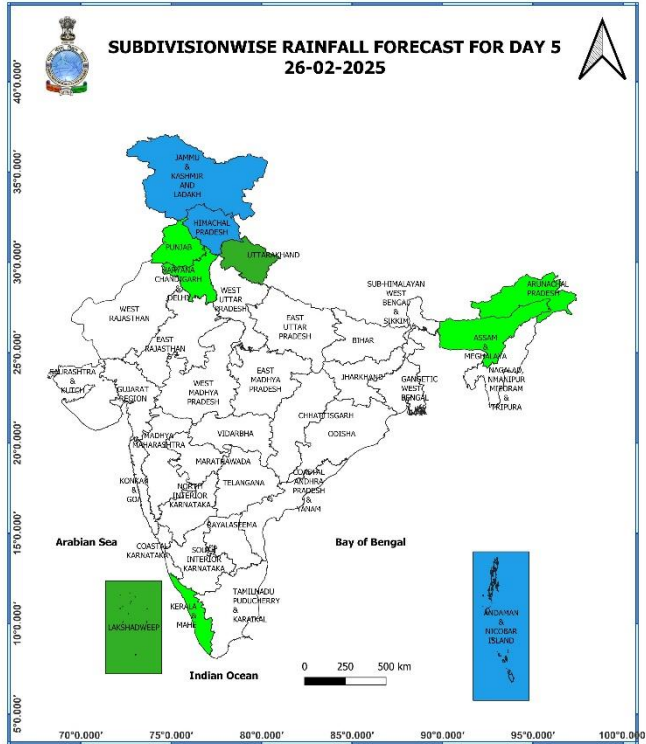 SUBDIVISIONWISE RAINFALL FORECAST FOR DAY 5
26-02-2025
40°0.000'
35°0.000'
30°0.000'
25°0.000'
20°0.000'
15°0.000'
10°0.000'
5°0.000'
JAMMU
&
KASHMIR
AND
LADAKH
HIMACHAL
PRADESH
PUNJAB
UTTARAKHAND
HARYANA
CHANDIGARH
&
DELHI
WEST
UTTAR
PRADESH
SUB-HIMALAYAN
WEST
BENGAL
&
SIKKIM
ARUNACHAL
PRADESH
WEST
RAJASTHAN
EAST
RAJASTHAN
EAST
UTTAR
PRADESH
BIHAR
ASSAM
&
MEGHALAYA
NAGALAD,
NMANIPUR
MIZORAM
&
TRIPURA
SAURASHTRA
&
KUTCH
GUJARAT
REGION
WEST
MADHYA
PRADESH
EAST
MADHYA
PRADESH
JHARKHAND
GANGETIC
WEST
BENGAL
CHHATISGARH
ODISHA
MADHYA
MAHARASHTRA
VIDARBHA
MARATHAWADA
TELANGANA
COASTAL
ANDHRA
PRADESH
&
YANAM
KONKAN
&
GOA
NORTH
INTERIOR
KARNATAKA
RAYALASEEMA
Arabian Sea
Bay of Bengal
COASTAL
KARNATAKA
SOUTH
INTERIOR
KARNATAKA
LAKSHADWEEP
KERALA
&
MAHE
TAMILNADU
PUDUCHERRY
&
KARAIKAL
ANDAMAN
&
NICOBAR
ISLAND
Indian Ocean
0 250 500 km
70°0.000' 75°0.000' 80°0.000' 85°0.000' 90°0.000' 95°0.000' 100°0.000'